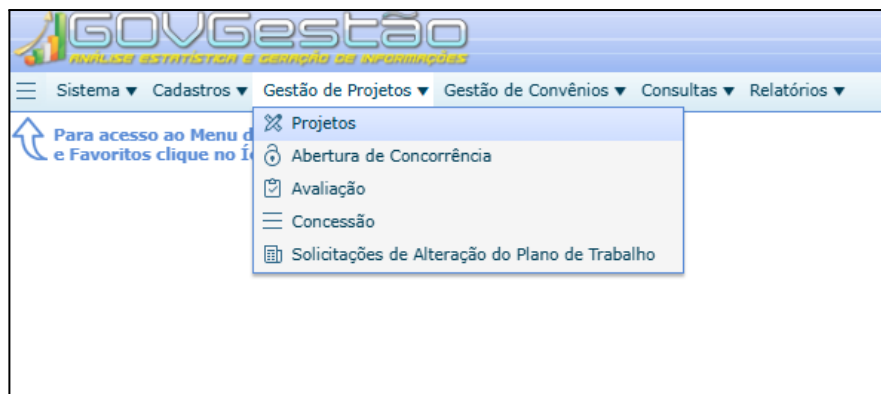 GOVGestão
ANÁLISE ESTATÍSTICA E GERAÇÃO DE INFORMAÇÕES
Sistema ▼ Cadastros ▼ Gestão de Projetos ▼ Gestão de Convênios ▼ Consultas ▼ Relatórios ▼
Para acesso ao Menu d
e Favoritos clique no Í
Projetos
Abertura de Concorrência
Avaliação
Concessão
Solicitações de Alteração do Plano de Trabalho